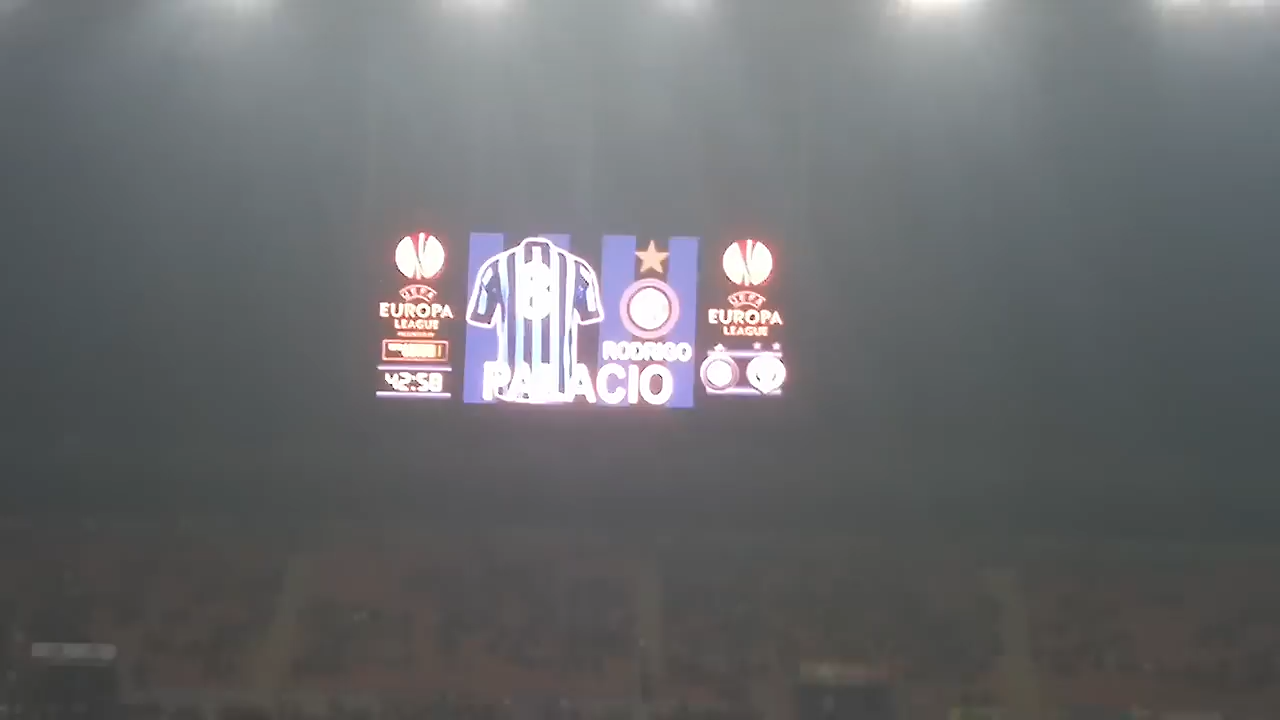 UEFA
EUROPA
LEAGUE
42:58
RODRIGO
PALACIO
UEFA
EUROPA
LEAGUE